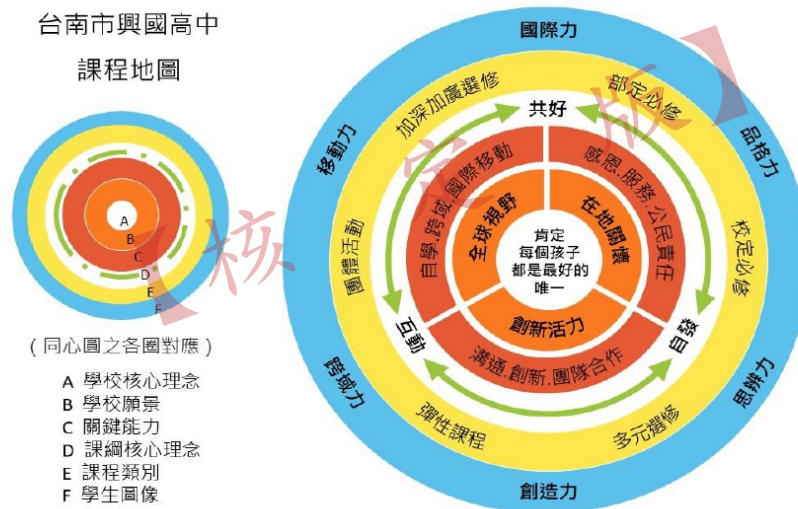 台南市興國高中
課程地圖
A
B
C
D
E
F
(同心圓之各圈對應)
A 學校核心理念
B 學校願景
C 關鍵能力
D 課綱核心理念
E 課程類別
F 學生圖像
國際力
品格力
思辨力
創造力
跨域力
移動力
加深加廣選修
部定必修
校定必修
多元選修
彈性課程
團體活動
共好
自發
互動
自學.跨域.國際移動
感恩.服務.公民責任
溝通.創新.團隊合作
全球視野
在地關懷
創新活力
肯定
每個孩子
都是最好的
唯一
【核定版】